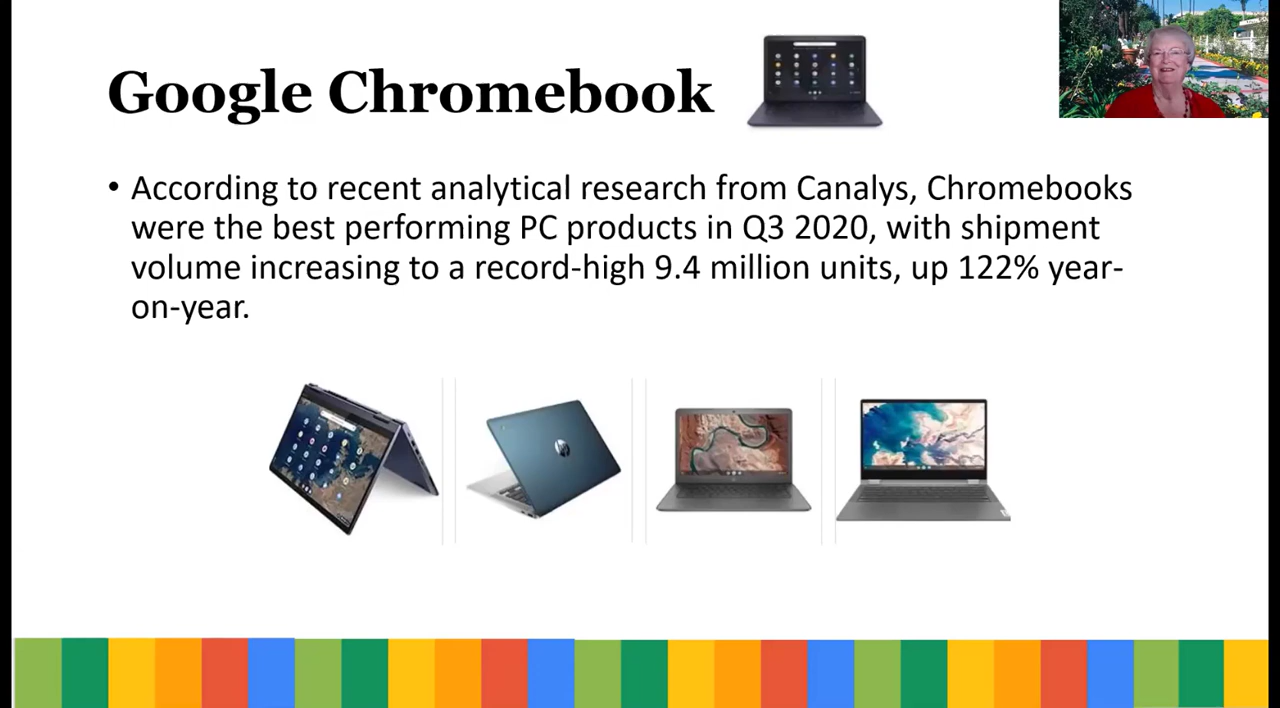 Google Chromebook
• According to recent analytical research from Canalys, Chromebooks
were the best performing PC products in Q3 2020, with shipment
volume increasing to a record-high 9.4 million units, up 122% year-
on-year.
hp